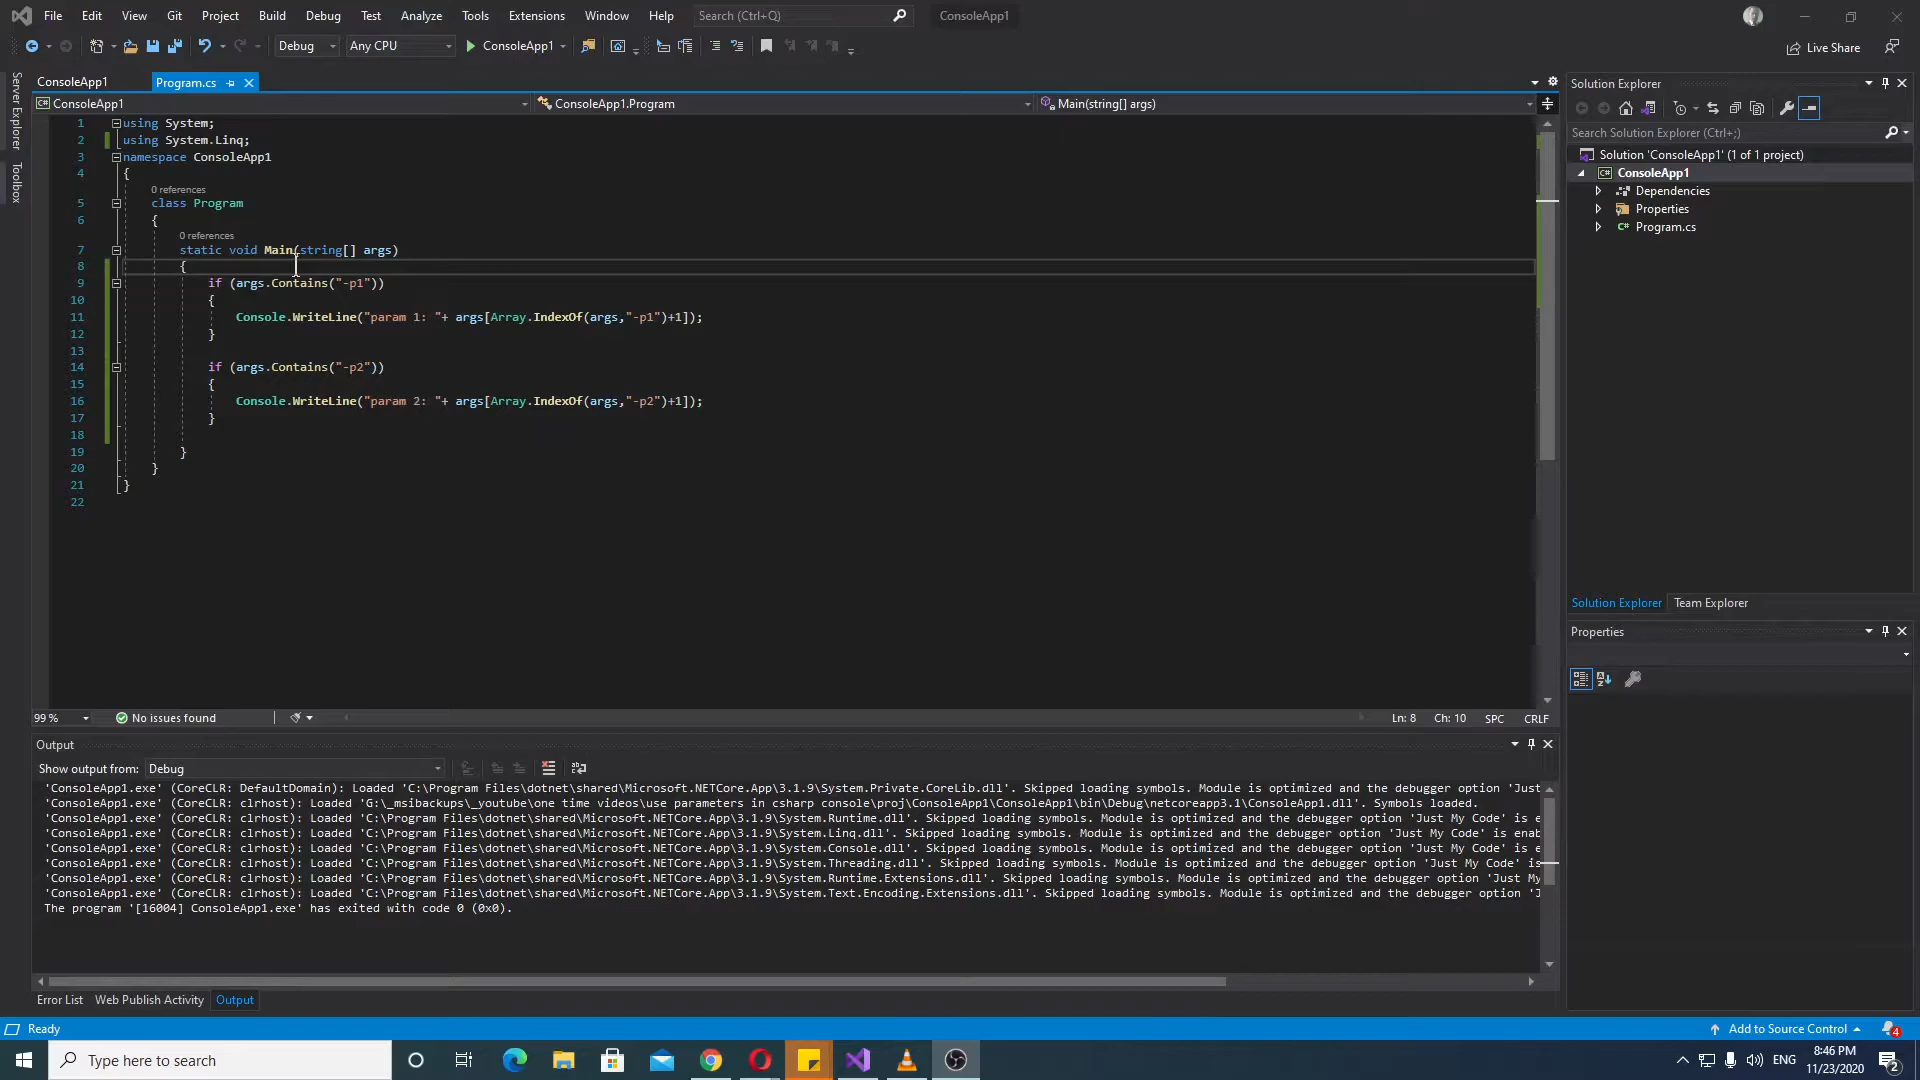 File Edit View Git Project Build Debug Test Analyze Tools Extensions Window Help Search (Ctrl+Q) ConsoleApp1
Debug Any CPU ConsoleApp1 Live Share
ConsoleApp1 Program.cs
ConsoleApp1 ConsoleApp1.Program Main(string[] args)
Server Explorer
Toolbox
1 using System;
2 using System.Linq;
3 namespace ConsoleApp1
4 {
0 references
5 class Program
6 {
0 references
7 static void Main(string[] args)
8 {
9 if (args.Contains("-p1"))
10 {
11 Console.WriteLine("param 1: "+ args[Array.IndexOf(args,"-p1")+1]);
12 }
13
14 if (args.Contains("-p2"))
15 {
16 Console.WriteLine("param 2: "+ args[Array.IndexOf(args,"-p2")+1]);
17 }
18
19 }
20 }
21 }
22
99 % No issues found Ln: 8 Ch: 10 SPC CRLF
Solution Explorer
Search Solution Explorer (Ctrl+;)
Solution 'ConsoleApp1' (1 of 1 project)
ConsoleApp1
Dependencies
Properties
Program.cs
Solution Explorer Team Explorer
Properties
Output
Show output from: Debug
'ConsoleApp1.exe' (CoreCLR: DefaultDomain): Loaded 'C:\Program Files\dotnet\shared\Microsoft.NETCore.App\3.1.9\System.Private.CoreLib.dll'. Skipped loading symbols. Module is optimized and the debugger option 'Just
'ConsoleApp1.exe' (CoreCLR: clrhost): Loaded 'G:\_msibackups\_youtube\one time videos\use parameters in csharp console\proj\ConsoleApp1\ConsoleApp1\bin\Debug\netcoreapp3.1\ConsoleApp1.dll'. Symbols loaded.
'ConsoleApp1.exe' (CoreCLR: clrhost): Loaded 'C:\Program Files\dotnet\shared\Microsoft.NETCore.App\3.1.9\System.Runtime.dll'. Skipped loading symbols. Module is optimized and the debugger option 'Just My Code' is e
'ConsoleApp1.exe' (CoreCLR: clrhost): Loaded 'C:\Program Files\dotnet\shared\Microsoft.NETCore.App\3.1.9\System.Linq.dll'. Skipped loading symbols. Module is optimized and the debugger option 'Just My Code' is enab
'ConsoleApp1.exe' (CoreCLR: clrhost): Loaded 'C:\Program Files\dotnet\shared\Microsoft.NETCore.App\3.1.9\System.Console.dll'. Skipped loading symbols. Module is optimized and the debugger option 'Just My Code' is
'ConsoleApp1.exe' (CoreCLR: clrhost): Loaded 'C:\Program Files\dotnet\shared\Microsoft.NETCore.App\3.1.9\System.Threading.dll'. Skipped loading symbols. Module is optimized and the debugger option 'Just My Code' is
'ConsoleApp1.exe' (CoreCLR: clrhost): Loaded 'C:\Program Files\dotnet\shared\Microsoft.NETCore.App\3.1.9\System.Runtime.Extensions.dll'. Skipped loading symbols. Module is optimized and the debugger option 'Just My
'ConsoleApp1.exe' (CoreCLR: clrhost): Loaded 'C:\Program Files\dotnet\shared\Microsoft.NETCore.App\3.1.9\System.Text.Encoding.Extensions.dll'. Skipped loading symbols. Module is optimized and the debugger option 'J
The program '[16004] ConsoleApp1.exe' has exited with code 0 (0x0).
Error List Web Publish Activity Output
Ready Add to Source Control 4
Type here to search ENG 8:46 PM
11/23/2020 2